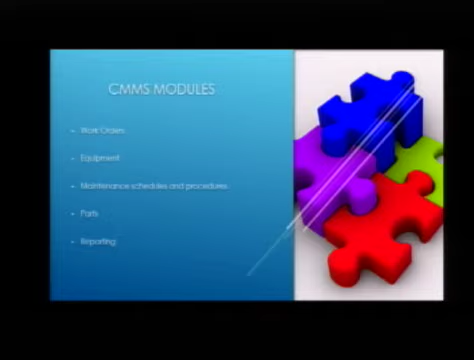 CMMS MODULES
- Work Orders
- Equipment
- Maintenance schedules and procedures
- Parts
- Reporting